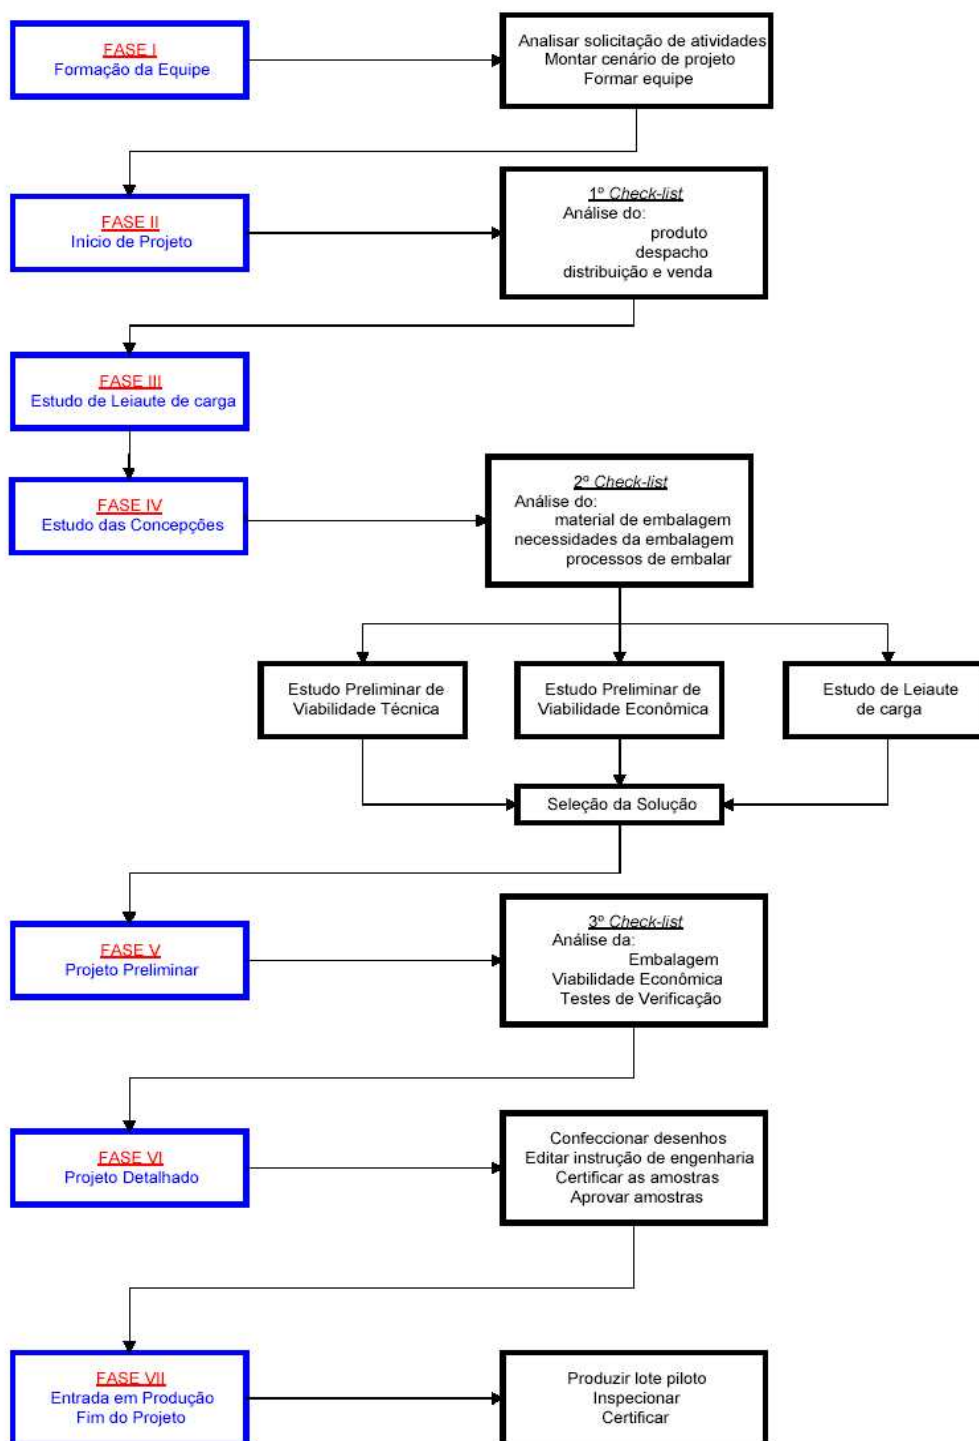 FASE I
Formação da Equipe
Analisar solicitação de atividades
Montar cenário de projeto
Formar equipe
FASE II
Início de Projeto
1º Check-list
Análise do:
produto
despacho
distribuição e venda
FASE III
Estudo de Leiaute de carga
FASE IV
Estudo das Concepções
2º Check-list
Análise do:
material de embalagem
necessidades da embalagem
processos de embalar
Estudo Preliminar de
Viabilidade Técnica
Estudo Preliminar de
Viabilidade Econômica
Estudo de Leiaute
de carga
Seleção da Solução
FASE V
Projeto Preliminar
3º Check-list
Análise da:
Embalagem
Viabilidade Econômica
Testes de Verificação
FASE VI
Projeto Detalhado
Confeccionar desenhos
Editar instrução de engenharia
Certificar as amostras
Aprovar amostras
FASE VII
Entrada em Produção
Fim do Projeto
Produzir lote piloto
Inspecionar
Certificar